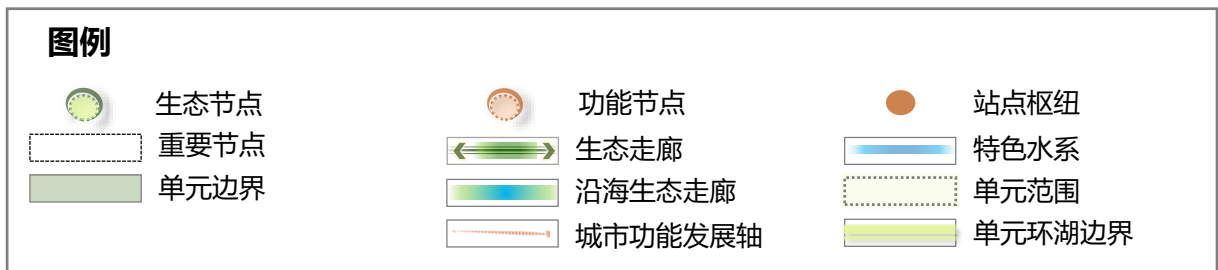 图例
生态节点 功能节点 站点枢纽
重要节点 生态走廊 特色水系
单元边界 沿海生态走廊 单元范围
城市功能发展轴 单元环湖边界